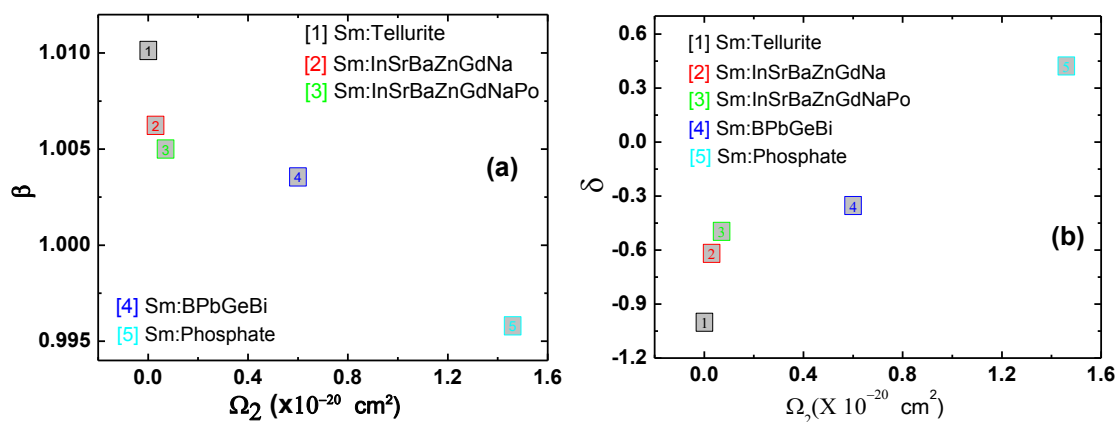 1.010
1.005
1.000
0.995
β
[1] Sm:Tellurite
[2] Sm:InSrBaZnGdNa
[3] Sm:InSrBaZnGdNaPo
1
2
3
4
5
(a)
[4] Sm:BPbGeBi
[5] Sm:Phosphate
0.0 0.4 0.8 1.2 1.6
Ω2 (x10⁻²⁰ cm²)
0.6
0.3
0.0
-0.3
-0.6
-0.9
-1.2
δ
[1] Sm:Tellurite
[2] Sm:InSrBaZnGdNa
[3] Sm:InSrBaZnGdNaPo
[4] Sm:BPbGeBi
[5] Sm:Phosphate
5
4
3
2
1
(b)
0.0 0.4 0.8 1.2 1.6
Ω₂(X 10⁻²⁰ cm²)